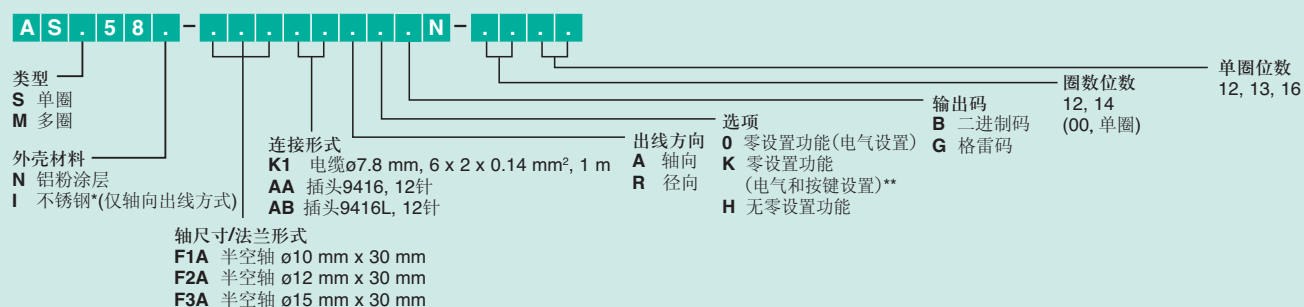 AS.58.-.......N-....
类型
S 单圈
M 多圈
外壳材料
N 铝粉涂层
I 不锈钢*(仅轴向出线方式)
轴尺寸/法兰形式
F1A 半空轴 ø10 mm x 30 mm
F2A 半空轴 ø12 mm x 30 mm
F3A 半空轴 ø15 mm x 30 mm
连接形式
K1 电缆ø7.8 mm, 6 x 2 x 0.14 mm², 1 m
AA 插头9416, 12针
AB 插头9416L, 12针
出线方向
A 轴向
R 径向
选项
0 零设置功能(电气设置)
K 零设置功能
(电气和按键设置)**
H 无零设置功能
输出码
B 二进制码
G 格雷码
圈数位数
12, 14
(00, 单圈)
单圈位数
12, 13, 16